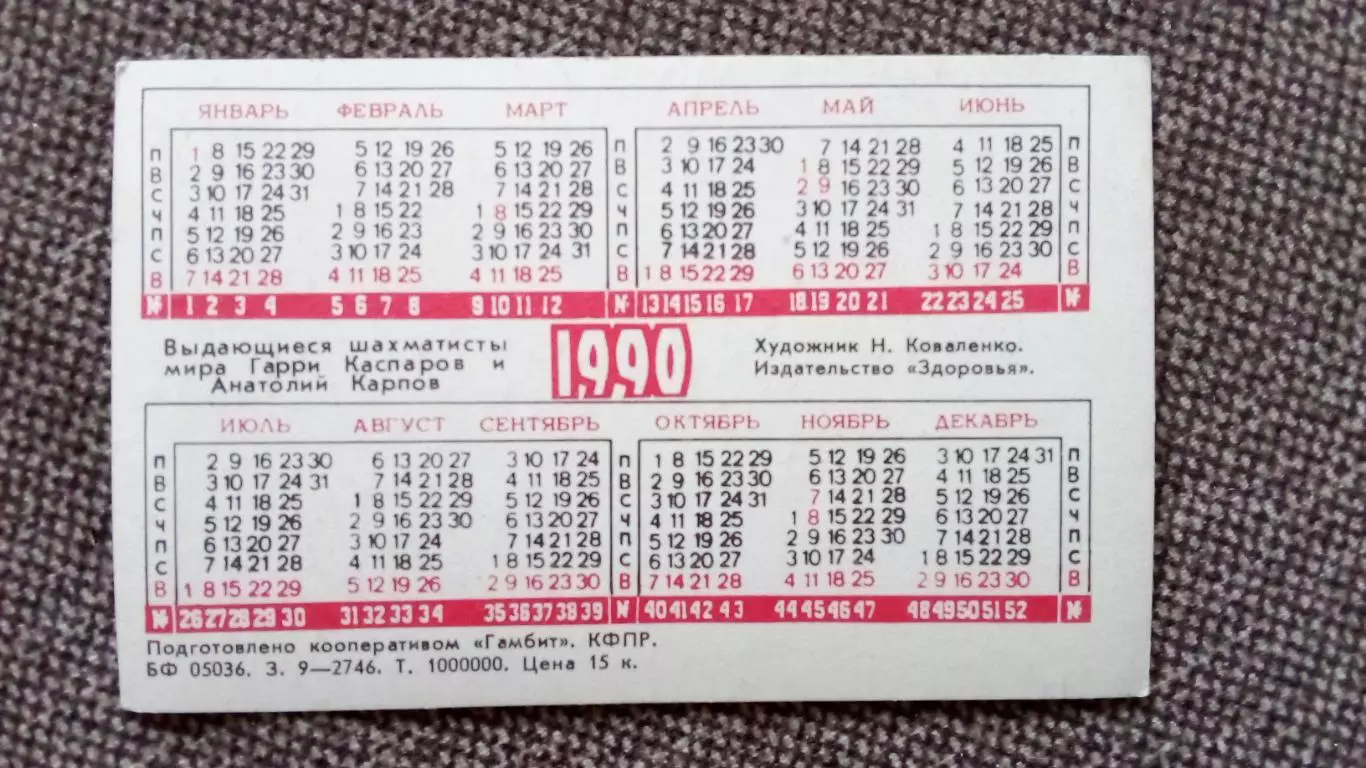 ЯНВАРЬ ФЕВРАЛЬ МАРТ АПРЕЛЬ МАЙ ИЮНЬ
П 1 8 15 22 29 5 12 19 26 5 12 19 26 П 2 9 16 23 30 7 14 21 28 4 11 18 25 П
В 2 9 16 23 30 6 13 20 27 6 13 20 27 В 3 10 17 24 1 8 15 22 29 5 12 19 26 В
С 3 10 17 24 31 7 14 21 28 7 14 21 28 С 4 11 18 25 2 9 16 23 30 6 13 20 27 С
Ч 4 11 18 25 1 8 15 22 1 8 15 22 29 Ч 5 12 19 26 3 10 17 24 31 7 14 21 28 Ч
П 5 12 19 26 2 9 16 23 2 9 16 23 30 П 6 13 20 27 4 11 18 25 1 8 15 22 29 П
С 6 13 20 27 3 10 17 24 3 10 17 24 31 С 7 14 21 28 5 12 19 26 2 9 16 23 30 С
В 7 14 21 28 4 11 18 25 4 11 18 25 В 1 8 15 22 29 6 13 20 27 3 10 17 24 В
№ 1 2 3 4 5 6 7 8 9 10 11 12 № 13 14 15 16 17 18 19 20 21 22 23 24 25 №
Выдающиеся шахматисты
мира Гарри Каспаров и
Анатолий Карпов
1990
Художник Н. Коваленко.
Издательство «Здоровья».
ИЮЛЬ АВГУСТ СЕНТЯБРЬ ОКТЯБРЬ НОЯБРЬ ДЕКАБРЬ
П 2 9 16 23 30 6 13 20 27 3 10 17 24 П 1 8 15 22 29 5 12 19 26 3 10 17 24 31 П
В 3 10 17 24 31 7 14 21 28 4 11 18 25 В 2 9 16 23 30 6 13 20 27 4 11 18 25 В
С 4 11 18 25 1 8 15 22 29 5 12 19 26 С 3 10 17 24 31 7 14 21 28 5 12 19 26 С
Ч 5 12 19 26 2 9 16 23 30 6 13 20 27 Ч 4 11 18 25 1 8 15 22 29 6 13 20 27 Ч
П 6 13 20 27 3 10 17 24 7 14 21 28 П 5 12 19 26 2 9 16 23 30 7 14 21 28 П
С 7 14 21 28 4 11 18 25 1 8 15 22 29 С 6 13 20 27 3 10 17 24 1 8 15 22 29 С
В 1 8 15 22 29 5 12 19 26 2 9 16 23 30 В 7 14 21 28 4 11 18 25 2 9 16 23 30 В
№ 26 27 28 29 30 31 32 33 34 35 36 37 38 39 № 40 41 42 43 44 45 46 47 48 49 50 51 52 №
Подготовлено кооперативом «Гамбит». КФПР.
БФ 05036. З. 9—2746. Т. 1000000. Цена 15 к.